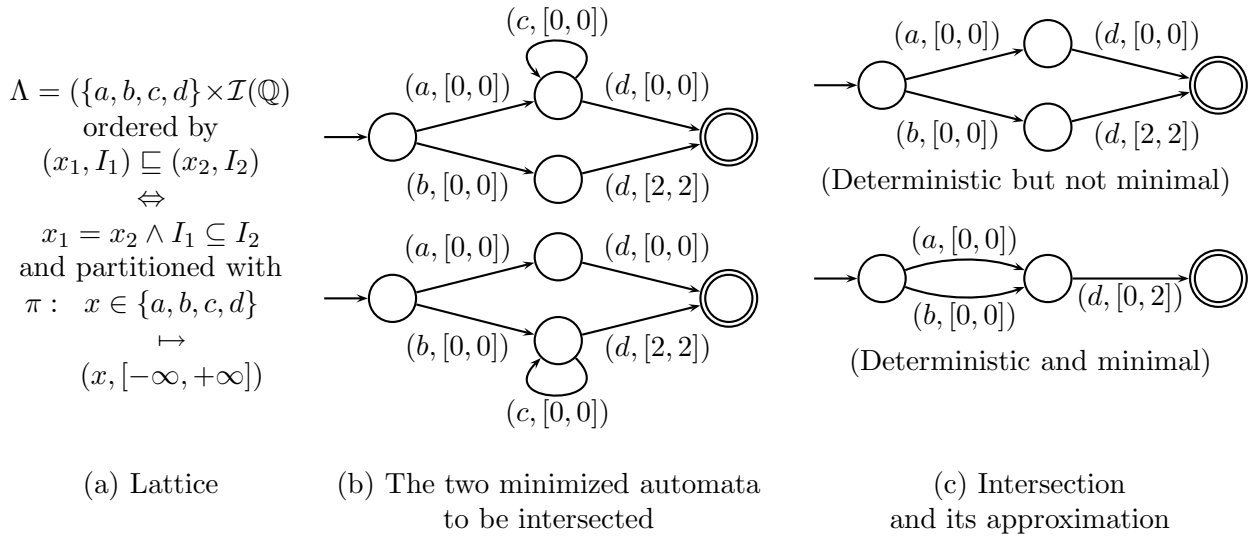 Λ = ({a, b, c, d}×𝓘(ℚ)
ordered by
(x₁, I₁) ⊑ (x₂, I₂)
⇔
x₁ = x₂ ∧ I₁ ⊆ I₂
and partitioned with
π : x ∈ {a, b, c, d}
↦
(x, [−∞, +∞])
(a) Lattice
(c, [0, 0])
(a, [0, 0]) (d, [0, 0])
(b, [0, 0]) (d, [2, 2])
(a, [0, 0]) (d, [0, 0])
(b, [0, 0]) (d, [2, 2])
(c, [0, 0])
(b) The two minimized automata
to be intersected
(a, [0, 0]) (d, [0, 0])
(b, [0, 0]) (d, [2, 2])
(Deterministic but not minimal)
(a, [0, 0])
(b, [0, 0]) (d, [0, 2])
(Deterministic and minimal)
(c) Intersection
and its approximation